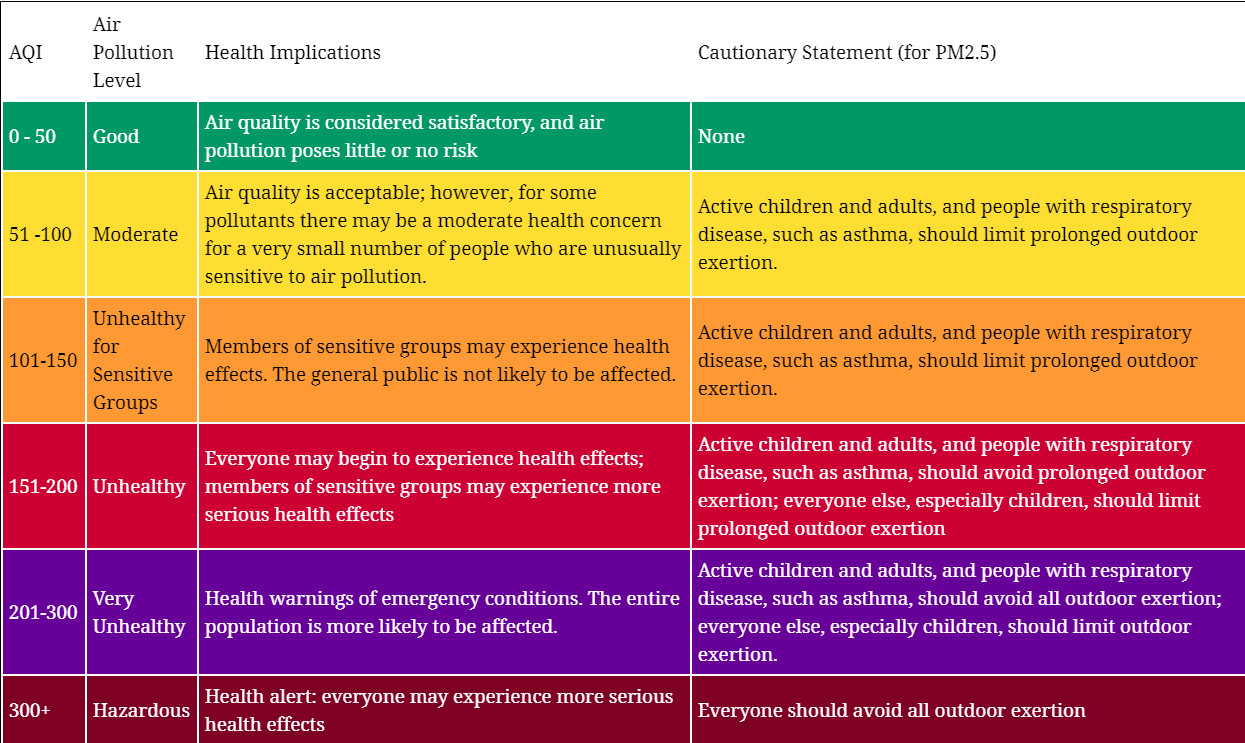 AQI
Air
Pollution
Level
Health Implications
Cautionary Statement (for PM2.5)
0 - 50
Good
Air quality is considered satisfactory, and air
pollution poses little or no risk
None
51 -100
Moderate
Air quality is acceptable; however, for some
pollutants there may be a moderate health concern
for a very small number of people who are unusually
sensitive to air pollution.
Active children and adults, and people with respiratory
disease, such as asthma, should limit prolonged outdoor
exertion.
101-150
Unhealthy
for
Sensitive
Groups
Members of sensitive groups may experience health
effects. The general public is not likely to be affected.
Active children and adults, and people with respiratory
disease, such as asthma, should limit prolonged outdoor
exertion.
151-200
Unhealthy
Everyone may begin to experience health effects;
members of sensitive groups may experience more
serious health effects
Active children and adults, and people with respiratory
disease, such as asthma, should avoid prolonged outdoor
exertion; everyone else, especially children, should limit
prolonged outdoor exertion
201-300
Very
Unhealthy
Health warnings of emergency conditions. The entire
population is more likely to be affected.
Active children and adults, and people with respiratory
disease, such as asthma, should avoid all outdoor exertion;
everyone else, especially children, should limit outdoor
exertion.
300+
Hazardous
Health alert: everyone may experience more serious
health effects
Everyone should avoid all outdoor exertion